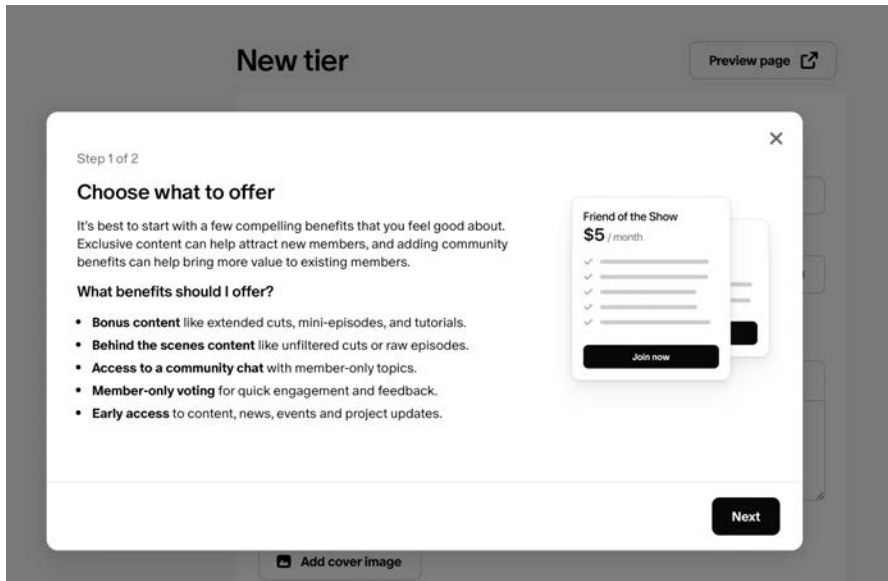 New tier
Preview page
Step 1 of 2
Choose what to offer
It's best to start with a few compelling benefits that you feel good about.
Exclusive content can help attract new members, and adding community
benefits can help bring more value to existing members.
What benefits should I offer?
• Bonus content like extended cuts, mini-episodes, and tutorials.
• Behind the scenes content like unfiltered cuts or raw episodes.
• Access to a community chat with member-only topics.
• Member-only voting for quick engagement and feedback.
• Early access to content, news, events and project updates.
Friend of the Show
$5 / month
Join now
Next
Add cover image